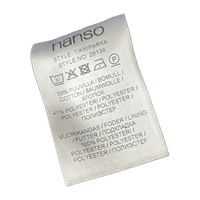 nanso
STYLE: TIKKIPARKA
STYLE NO: 26136
59% PUUVILLA / BOMULL /
COTTON / BAUMWOLLE /
ХЛОПОК
41% POLYESTERI / POLYESTER /
POLYESTER / POLYESTER /
ПОЛИЭСТЕР
VUORIKANGAS / FODER / LINING
/ FUTTER / ПОДКЛАДКА
100% POLYESTERI /
POLYESTER / POLYESTER /
POLYESTER / ПОЛИЭСТЕР